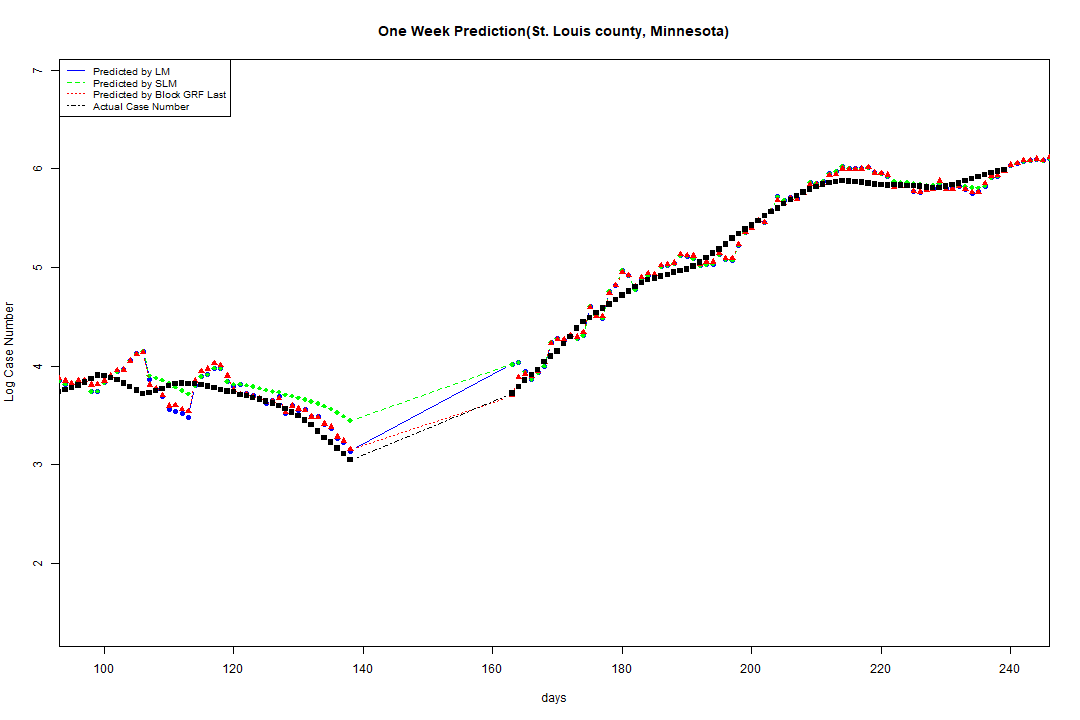 One Week Prediction(St. Louis county, Minnesota)
Predicted by LM
Predicted by SLM
Predicted by Block GRF Last
Actual Case Number
7
6
5
4
3
2
Log Case Number
100 120 140 160 180 200 220 240
days